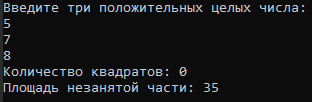 Введите три положительных целых числа:
5
7
8
Количество квадратов: 0
Площадь незанятой части: 35